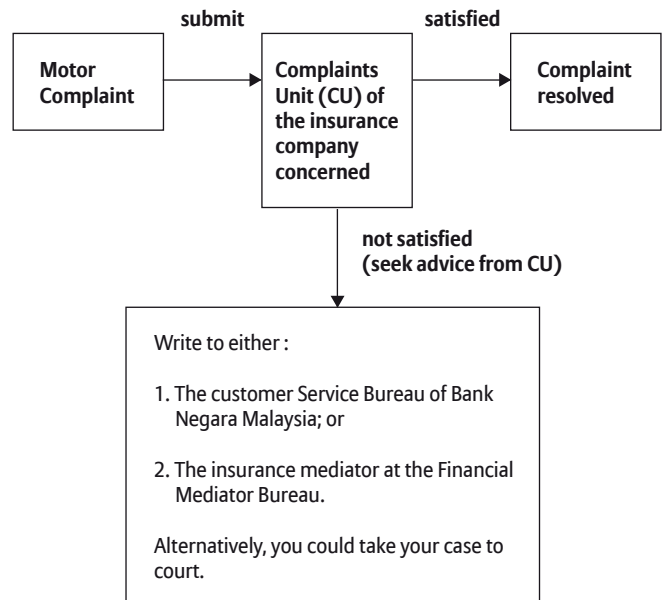 submit
satisfied
Motor
Complaint
Complaints
Unit (CU) of
the insurance
company
concerned
Complaint
resolved
not satisfied
(seek advice from CU)
Write to either :
1. The customer Service Bureau of Bank
Negara Malaysia; or
2. The insurance mediator at the Financial
Mediator Bureau.
Alternatively, you could take your case to
court.